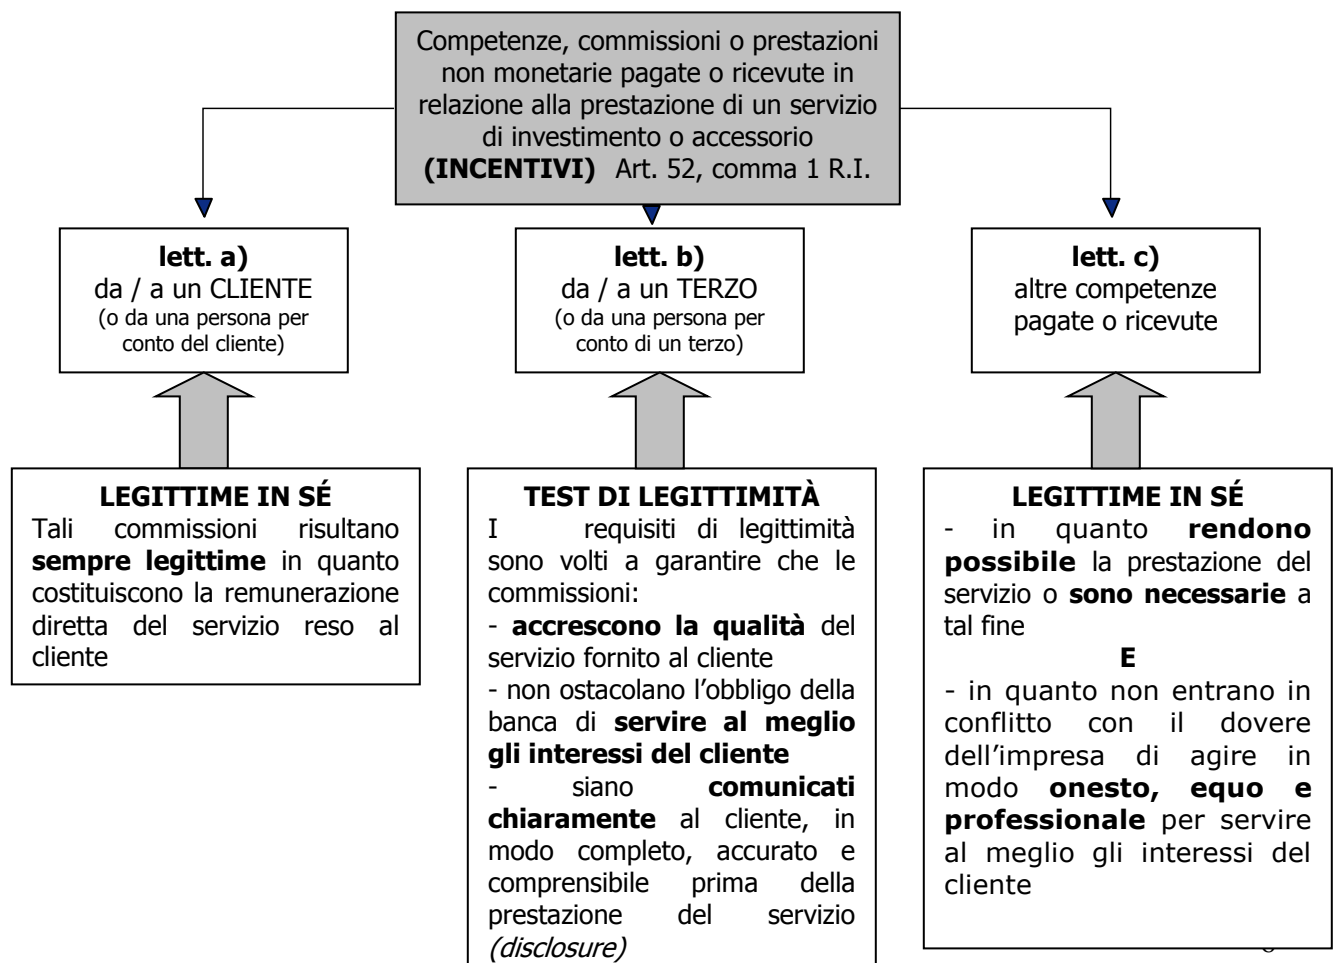 Competenze, commissioni o prestazioni
non monetarie pagate o ricevute in
relazione alla prestazione di un servizio
di investimento o accessorio
(INCENTIVI) Art. 52, comma 1 R.I.
lett. a)
da / a un CLIENTE
(o da una persona per
conto del cliente)
lett. b)
da / a un TERZO
(o da una persona per
conto di un terzo)
lett. c)
altre competenze
pagate o ricevute
LEGITTIME IN SÉ
Tali commissioni risultano
sempre legittime in quanto
costituiscono la remunerazione
diretta del servizio reso al
cliente
TEST DI LEGITTIMITÀ
I requisiti di legittimità
sono volti a garantire che le
commissioni:
- accrescono la qualità del
servizio fornito al cliente
- non ostacolano l'obbligo della
banca di servire al meglio
gli interessi del cliente
- siano comunicati
chiaramente al cliente, in
modo completo, accurato e
comprensibile prima della
prestazione del servizio
(disclosure)
LEGITTIME IN SÉ
- in quanto rendono
possibile la prestazione del
servizio o sono necessarie a
tal fine
E
- in quanto non entrano in
conflitto con il dovere
dell'impresa di agire in
modo onesto, equo e
professionale per servire
al meglio gli interessi del
cliente